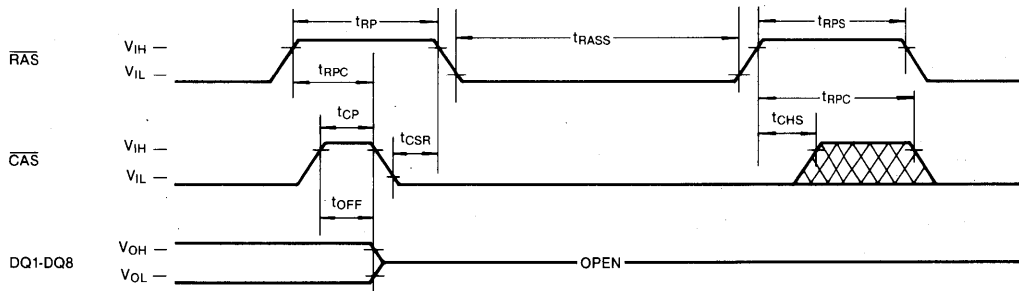 tRP
tRPS
RAS
VIH
VIL
tRASS
tRPC
tRPC
tCP
tCHS
tCSR
CAS
VIH
VIL
tOFF
DQ1-DQ8
VOH
VOL
OPEN